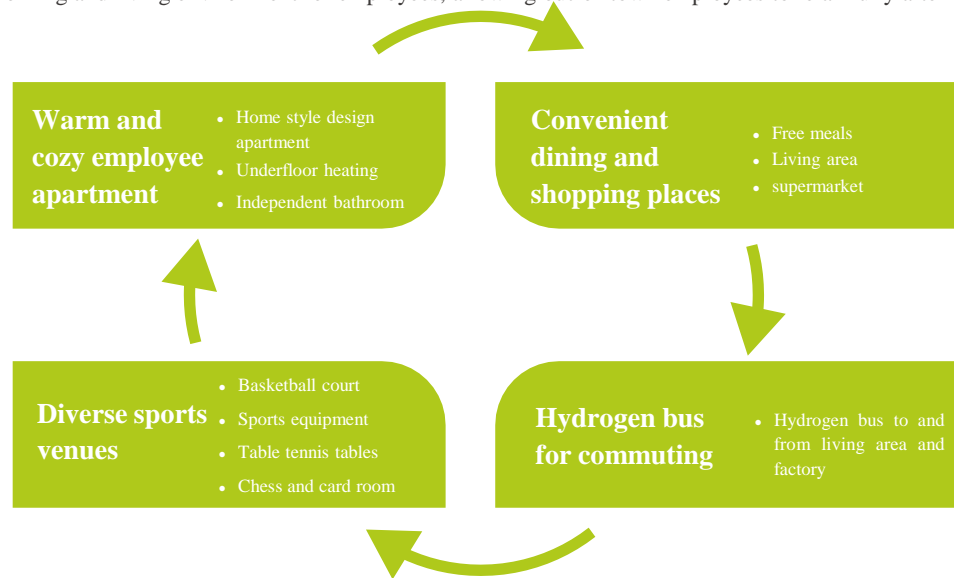 Warm and
cozy employee
apartment
• Home style design
apartment
• Underfloor heating
• Independent bathroom
Convenient
dining and
shopping places
• Free meals
• Living area
• supermarket
Diverse sports
venues
• Basketball court
• Sports equipment
• Table tennis tables
• Chess and card room
Hydrogen bus
for commuting
• Hydrogen bus to and
from living area and
factory